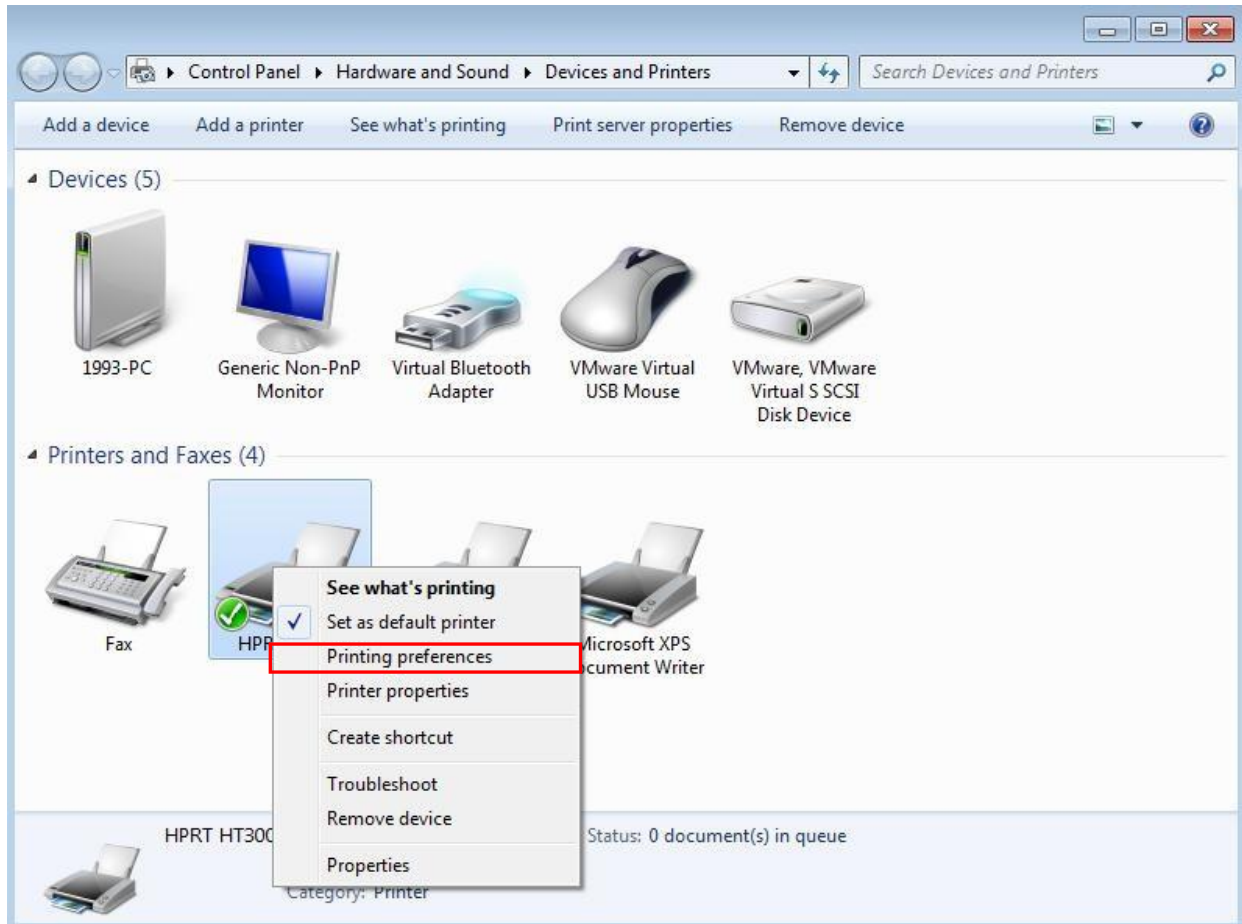 Control Panel Hardware and Sound Devices and Printers Search Devices and Printers
Add a device Add a printer See what's printing Print server properties Remove device
Devices (5)
1993-PC
Generic Non-PnP
Monitor
Virtual Bluetooth
Adapter
VMware Virtual
USB Mouse
VMware, VMware
Virtual S SCSI
Disk Device
Printers and Faxes (4)
Fax
HPR
Microsoft XPS
Document Writer
See what's printing
Set as default printer
Printing preferences
Printer properties
Create shortcut
Troubleshoot
Remove device
Properties
HPRT HT300 Status: 0 document(s) in queue
Category: Printer